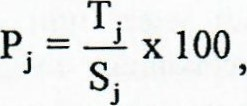 P_j = T_j / S_j x 100,